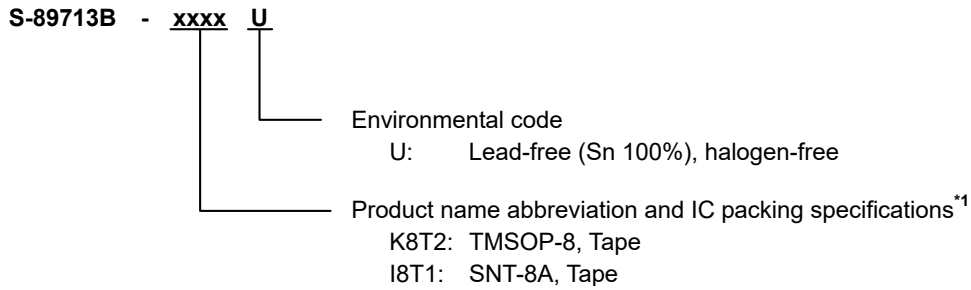 S-89713B - xxxx U
Environmental code
U: Lead-free (Sn 100%), halogen-free
Product name abbreviation and IC packing specifications*1
K8T2: TMSOP-8, Tape
I8T1: SNT-8A, Tape